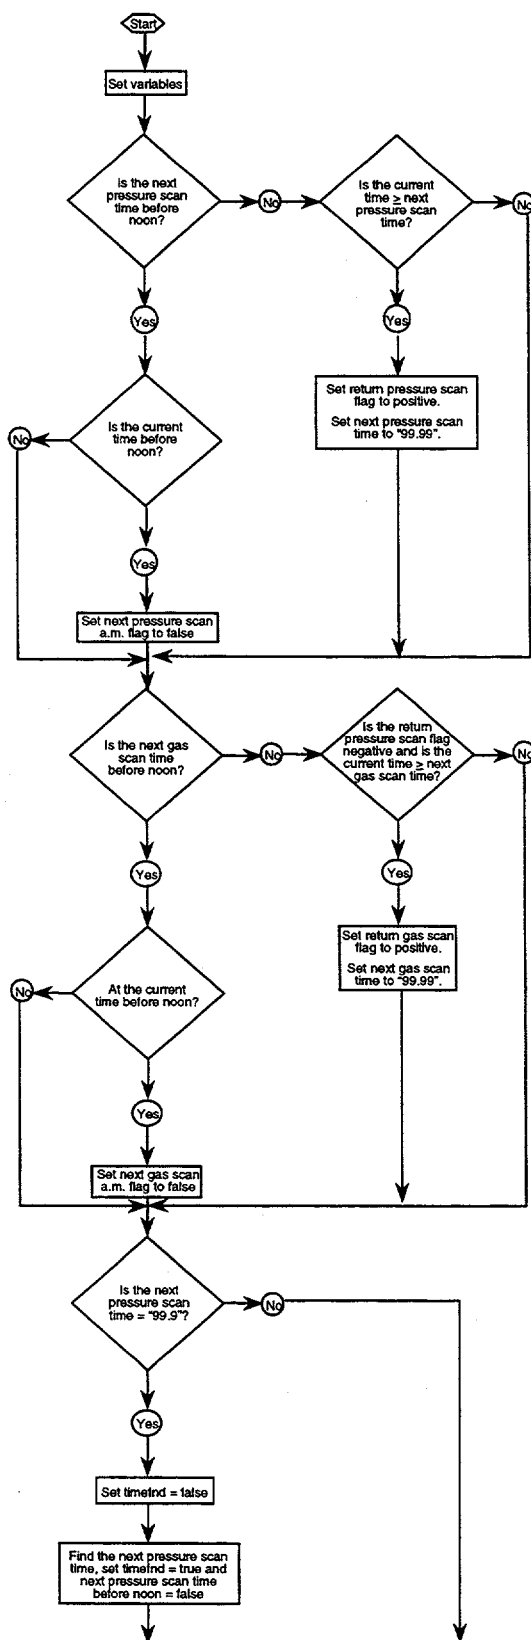 Start
Set variables
Is the next
pressure scan
time before
noon?
No
Is the current
time ≥ next
pressure scan
time?
No
Yes
Yes
Set return pressure scan
flag to positive.
Set next pressure scan
time to "99.99".
Is the current
time before
noon?
No
Yes
Set next pressure scan
a.m. flag to false
Is the next gas
scan time
before noon?
No
Is the return
pressure scan flag
negative and is the
current time ≥ next
gas scan time?
No
Yes
Yes
Set return gas scan
flag to positive.
Set next gas scan
time to "99.99".
At the current
time before noon?
No
Yes
Set next gas scan
a.m. flag to false
Is the next
pressure scan
time = "99.9"?
No
Yes
Set timeInd = false
Find the next pressure scan
time, set timeInd = true and
next pressure scan time
before noon = false